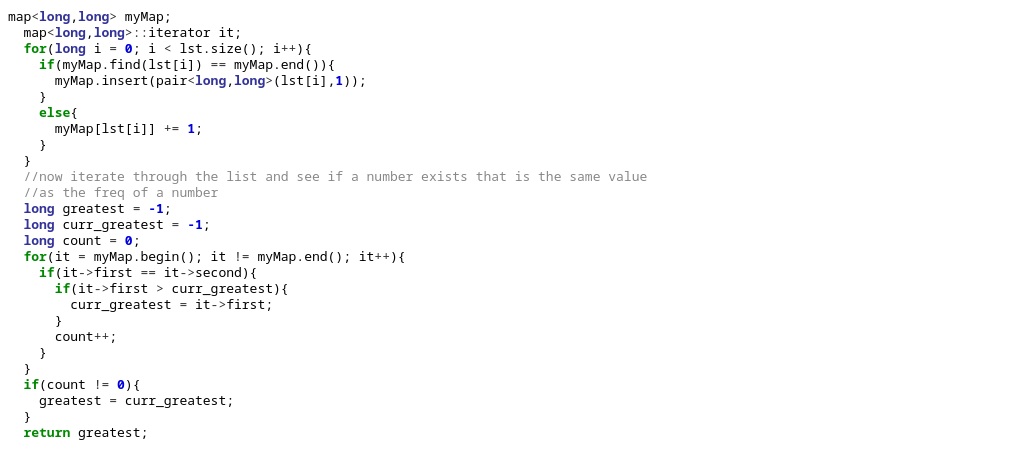 map<long,long> myMap;
  map<long,long>::iterator it;
  for(long i = 0; i < lst.size(); i++){
    if(myMap.find(lst[i]) == myMap.end()){
      myMap.insert(pair<long,long>(lst[i],1));
    }
    else{
      myMap[lst[i]] += 1;
    }
  }
  //now iterate through the list and see if a number exists that is the same value
  //as the freq of a number
  long greatest = -1;
  long curr_greatest = -1;
  long count = 0;
  for(it = myMap.begin(); it != myMap.end(); it++){
    if(it->first == it->second){
      if(it->first > curr_greatest){
        curr_greatest = it->first;
      }
      count++;
    }
  }
  if(count != 0){
    greatest = curr_greatest;
  }
  return greatest;